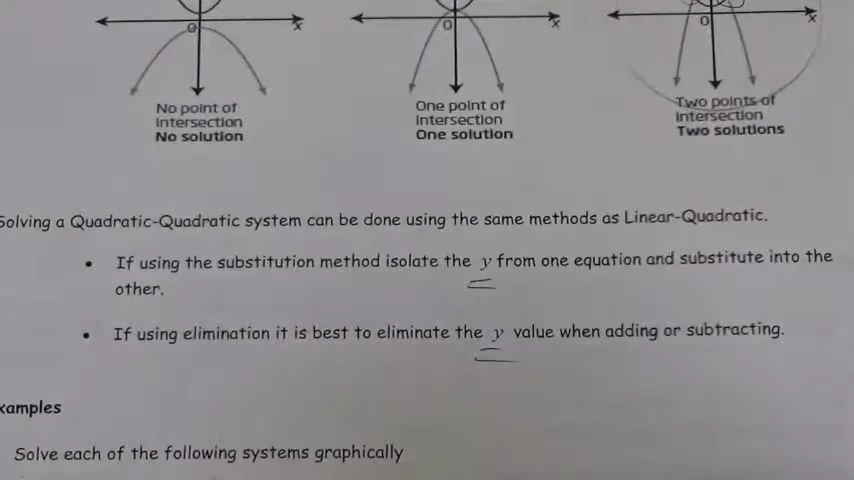 O x O x O x
No point of One point of Two points of
intersection intersection intersection
No solution One solution Two solutions
Solving a Quadratic-Quadratic system can be done using the same methods as Linear-Quadratic.
• If using the substitution method isolate the y from one equation and substitute into the
other.
• If using elimination it is best to eliminate the y value when adding or subtracting.
xamples
Solve each of the following systems graphically